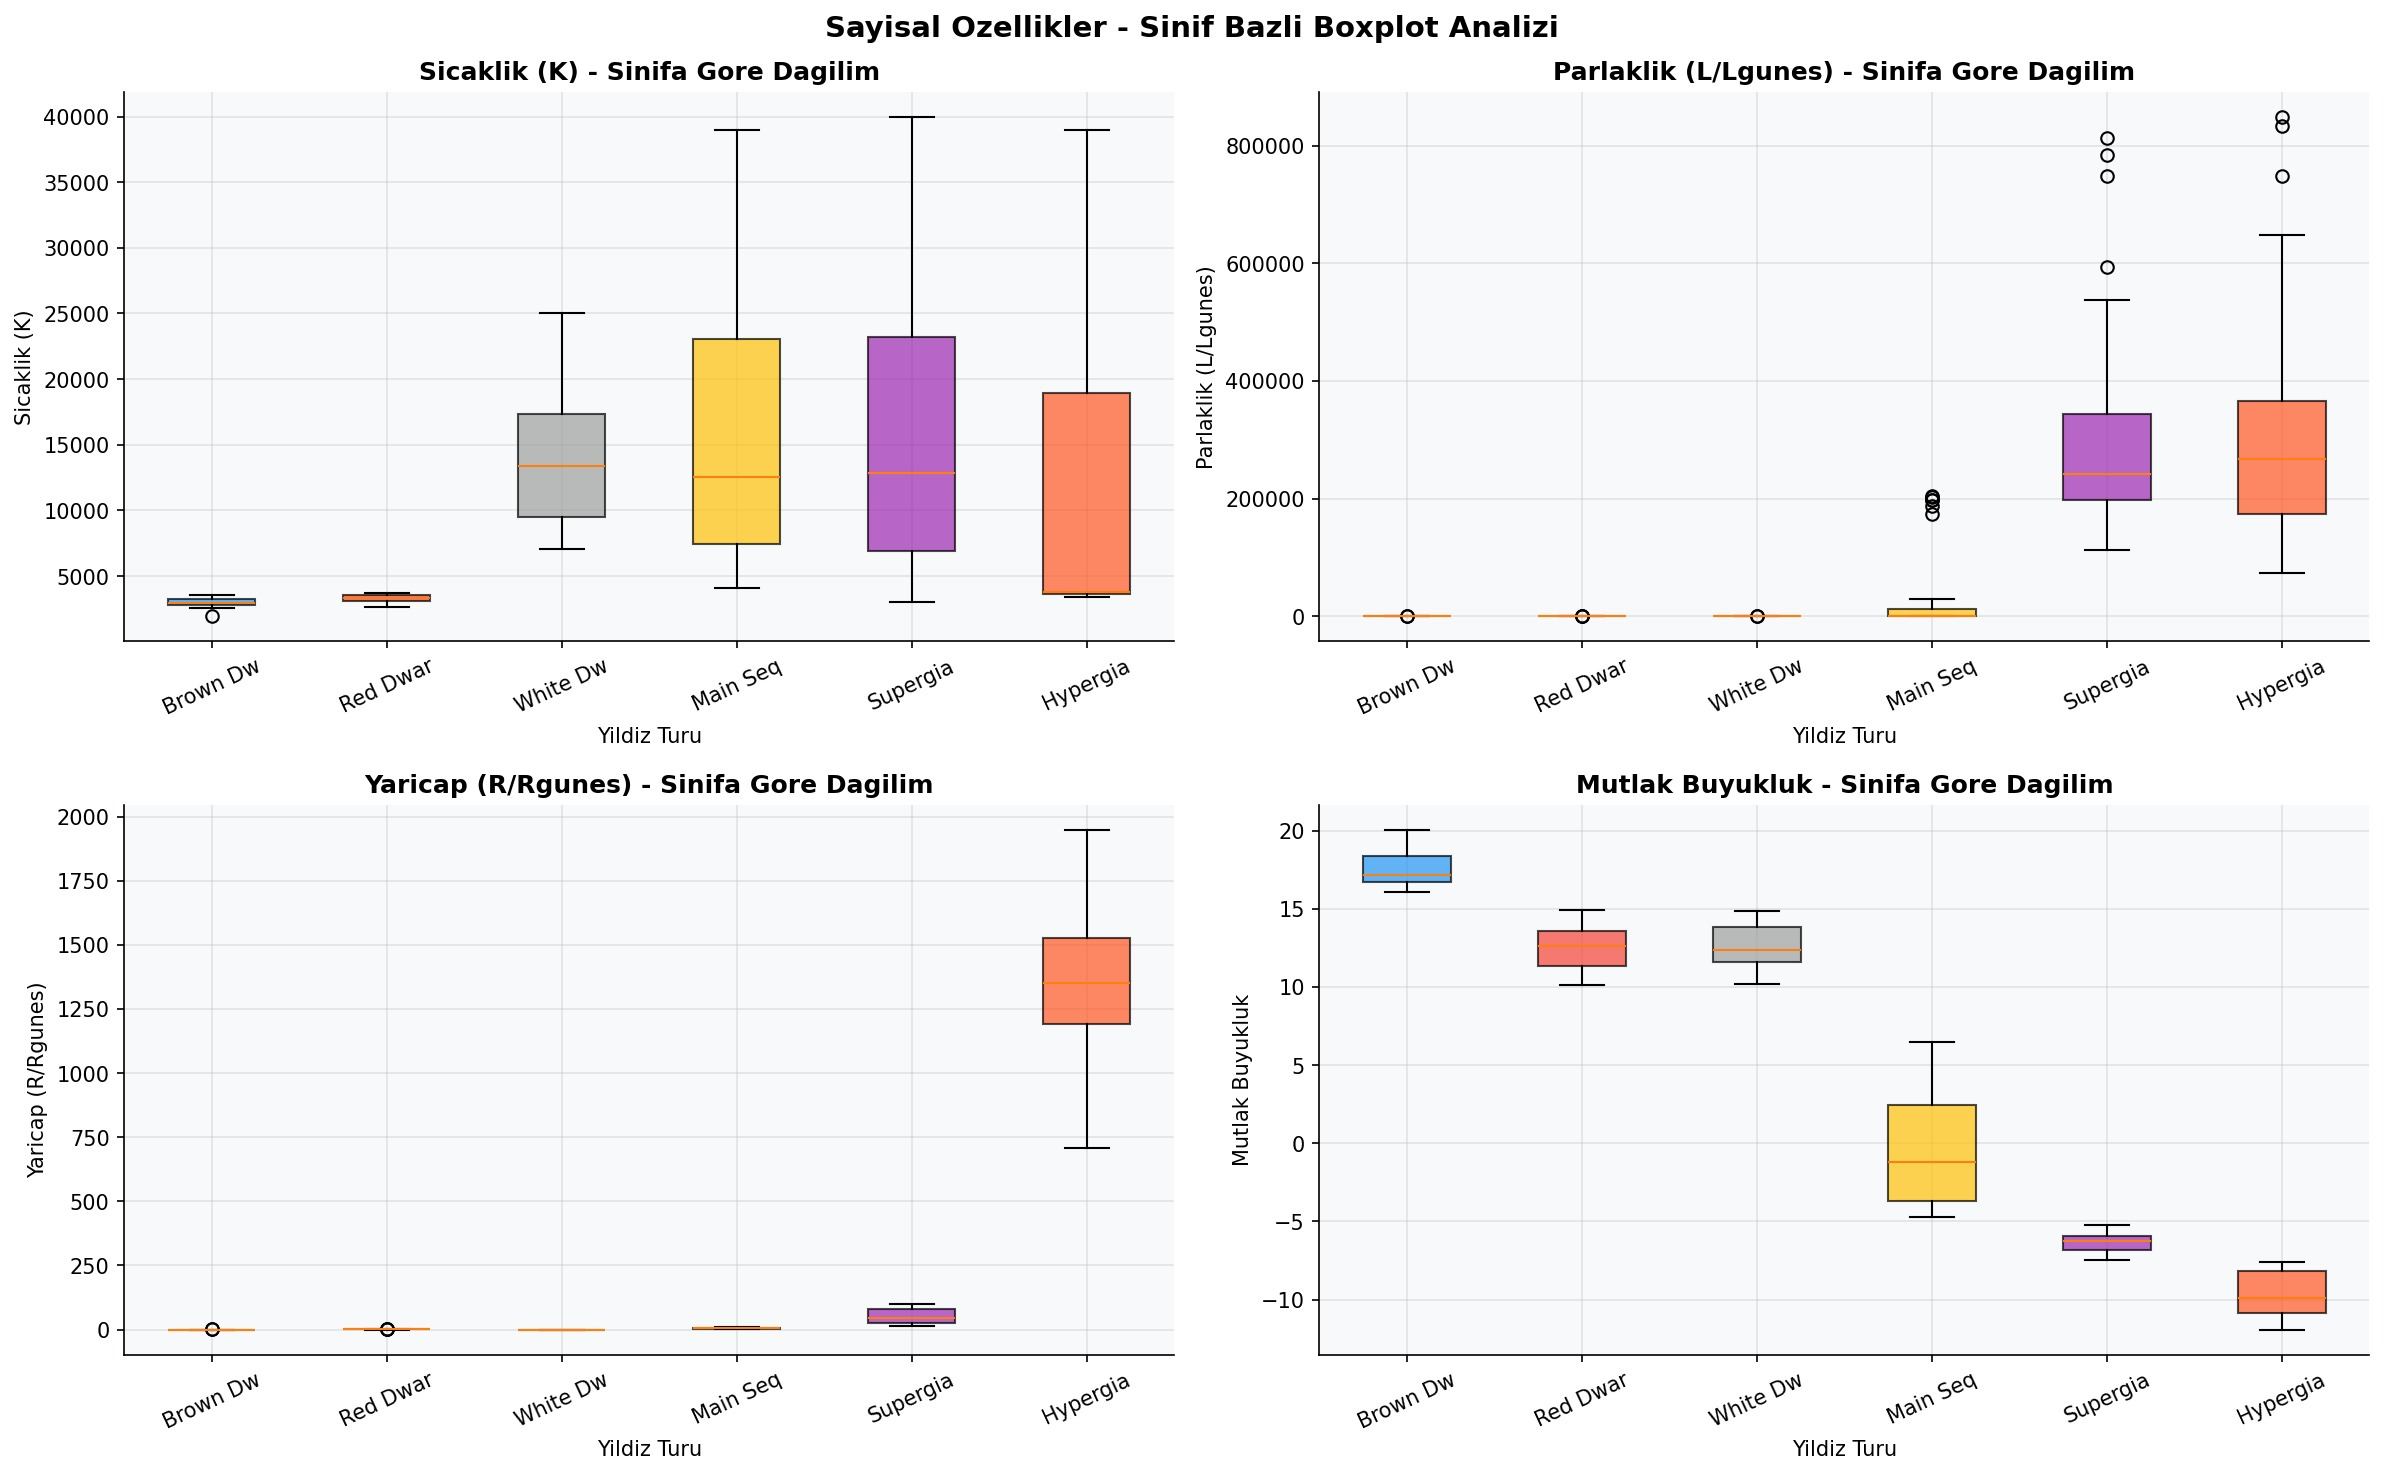 Sayisal Ozellikler - Sinif Bazli Boxplot Analizi
Sicaklik (K) - Sinifa Gore Dagilim
40000
35000
30000
25000
20000
15000
10000
5000
Sicaklik (K)
Brown Dw
Red Dwar
White Dw
Main Seq
Supergia
Hypergia
Yildiz Turu
Parlaklik (L/Lgunes) - Sinifa Gore Dagilim
800000
600000
400000
200000
0
Parlaklik (L/Lgunes)
Brown Dw
Red Dwar
White Dw
Main Seq
Supergia
Hypergia
Yildiz Turu
Yaricap (R/Rgunes) - Sinifa Gore Dagilim
2000
1750
1500
1250
1000
750
500
250
0
Yaricap (R/Rgunes)
Brown Dw
Red Dwar
White Dw
Main Seq
Supergia
Hypergia
Yildiz Turu
Mutlak Buyukluk - Sinifa Gore Dagilim
20
15
10
5
0
−5
−10
Mutlak Buyukluk
Brown Dw
Red Dwar
White Dw
Main Seq
Supergia
Hypergia
Yildiz Turu